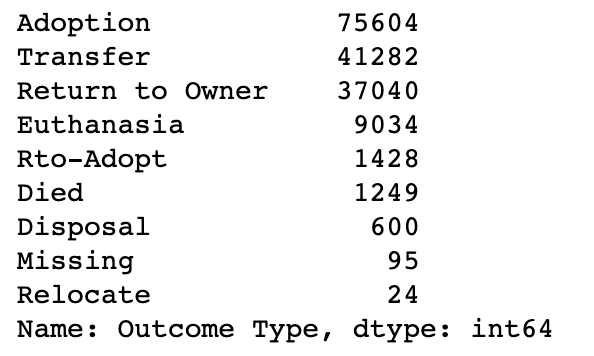 Adoption 75604
Transfer 41282
Return to Owner 37040
Euthanasia 9034
Rto-Adopt 1428
Died 1249
Disposal 600
Missing 95
Relocate 24
Name: Outcome Type, dtype: int64